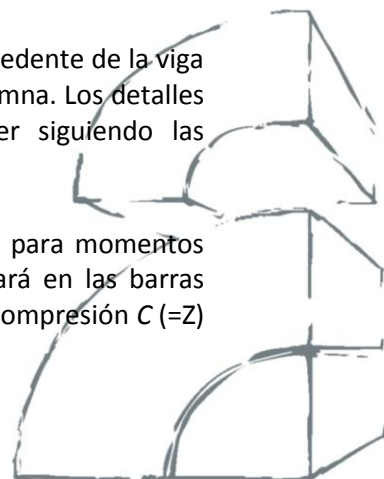 edente de la viga
mna. Los detalles
er siguiendo las
para momentos
ará en las barras
ompresión C (=Z)